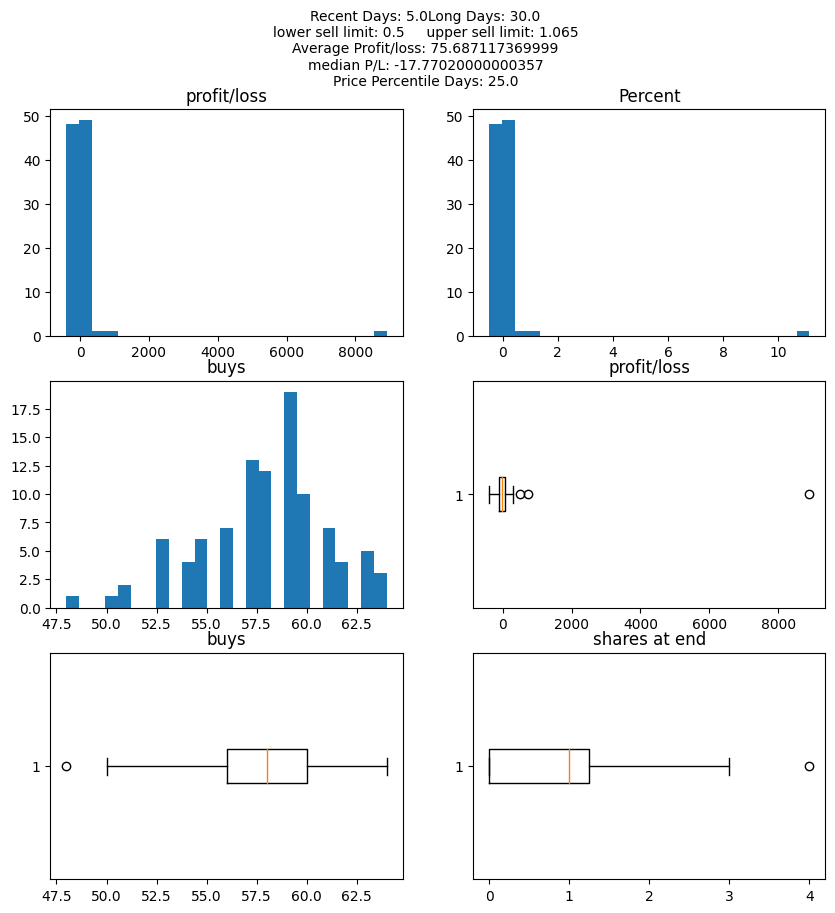 Recent Days: 5.0Long Days: 30.0
lower sell limit: 0.5     upper sell limit: 1.065
Average Profit/loss: 75.687117369999
median P/L: -17.77020000000357
Price Percentile Days: 25.0
profit/loss
50
40
30
20
10
0
0 2000 4000 6000 8000
Percent
50
40
30
20
10
0
0 2 4 6 8 10
buys
17.5
15.0
12.5
10.0
7.5
5.0
2.5
0.0
47.5 50.0 52.5 55.0 57.5 60.0 62.5
profit/loss
1
0 2000 4000 6000 8000
buys
1
47.5 50.0 52.5 55.0 57.5 60.0 62.5
shares at end
1
0 1 2 3 4